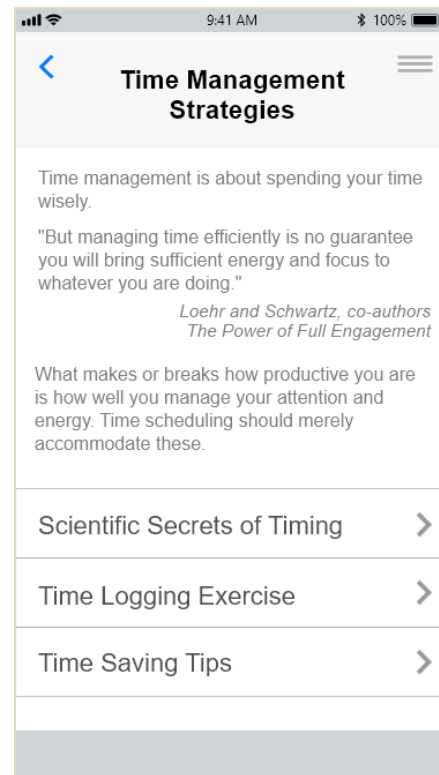 9:41 AM
100%
Time Management
Strategies
Time management is about spending your time
wisely.
"But managing time efficiently is no guarantee
you will bring sufficient energy and focus to
whatever you are doing."
Loehr and Schwartz, co-authors
The Power of Full Engagement
What makes or breaks how productive you are
is how well you manage your attention and
energy. Time scheduling should merely
accommodate these.
Scientific Secrets of Timing
Time Logging Exercise
Time Saving Tips